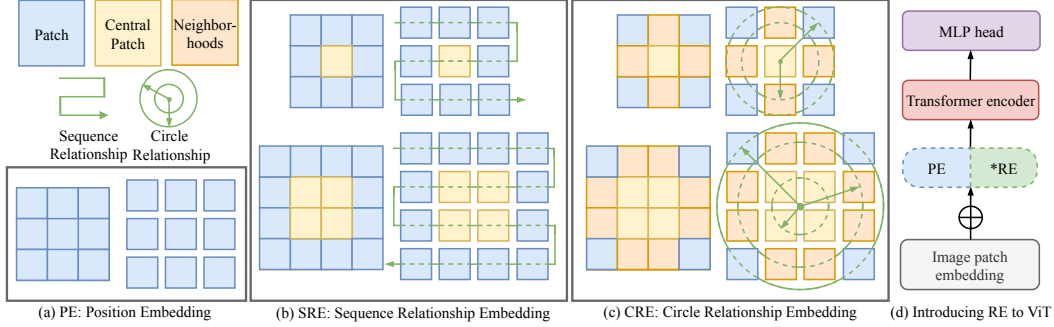 Patch
Central
Patch
Neighbor-
hoods
Sequence
Relationship
Circle
Relationship
(a) PE: Position Embedding
(b) SRE: Sequence Relationship Embedding
(c) CRE: Circle Relationship Embedding
MLP head
Transformer encoder
PE
*RE
Image patch
embedding
(d) Introducing RE to ViT